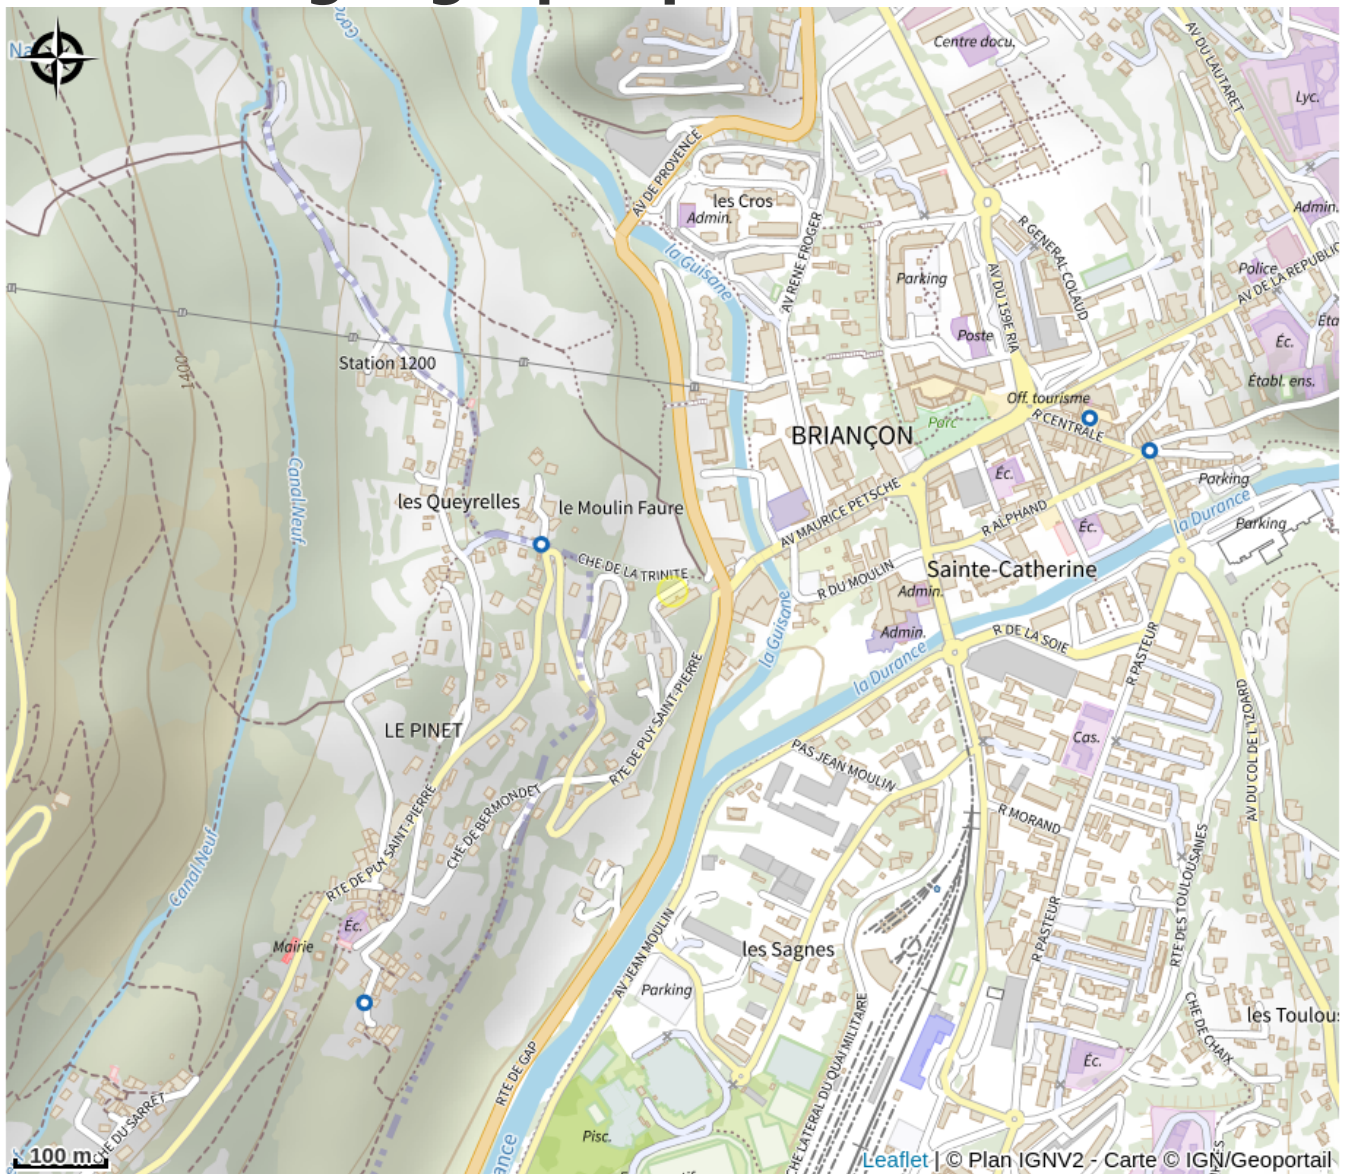 Centre docu.
AV DU LAUTARET
Lyc.
AV DE PROVENCE
les Cros
Admin.
Admin.
R GENERAL COLAUD
la Guisane
AV RENE FROGER
Parking
Police
AV DE LA REPUBLIC
AV DU 159E RIA
Poste
Éc.
Station 1200
1400
Établ. ens.
Off. tourisme
Parc
R CENTRALE
BRIANÇON
Canal Neuf
les Queyrelles
le Moulin Faure
Éc.
Parking
AV MAURICE PETSCHE
R ALPHAND
Éc.
la Durance
Parking
CHE DE LA TRINITE
R DU MOULIN
Sainte-Catherine
Admin.
Admin.
R DE LA SOIE
la Guisane
la Durance
R PASTEUR
RTE DE PUY SAINT-PIERRE
LE PINET
AV DU COL DE L'IZOARD
Cas.
PAS JEAN MOULIN
CHE DE BERMONDET
R MORAND
RTE DE PUY SAINT-PIERRE
Canal Neuf
RTE DES TOULOUSANES
Éc.
Mairie
R PASTEUR
AV JEAN MOULIN
les Sagnes
Parking
CHE DE CHAIX
les Toulou
RTE DE GAP
CHE LATERAL DU QUAI MILITAIRE
Éc.
CHE DU SARRET
Pisc.
100 m
Leaflet | © Plan IGNV2 - Carte © IGN/Geoportail